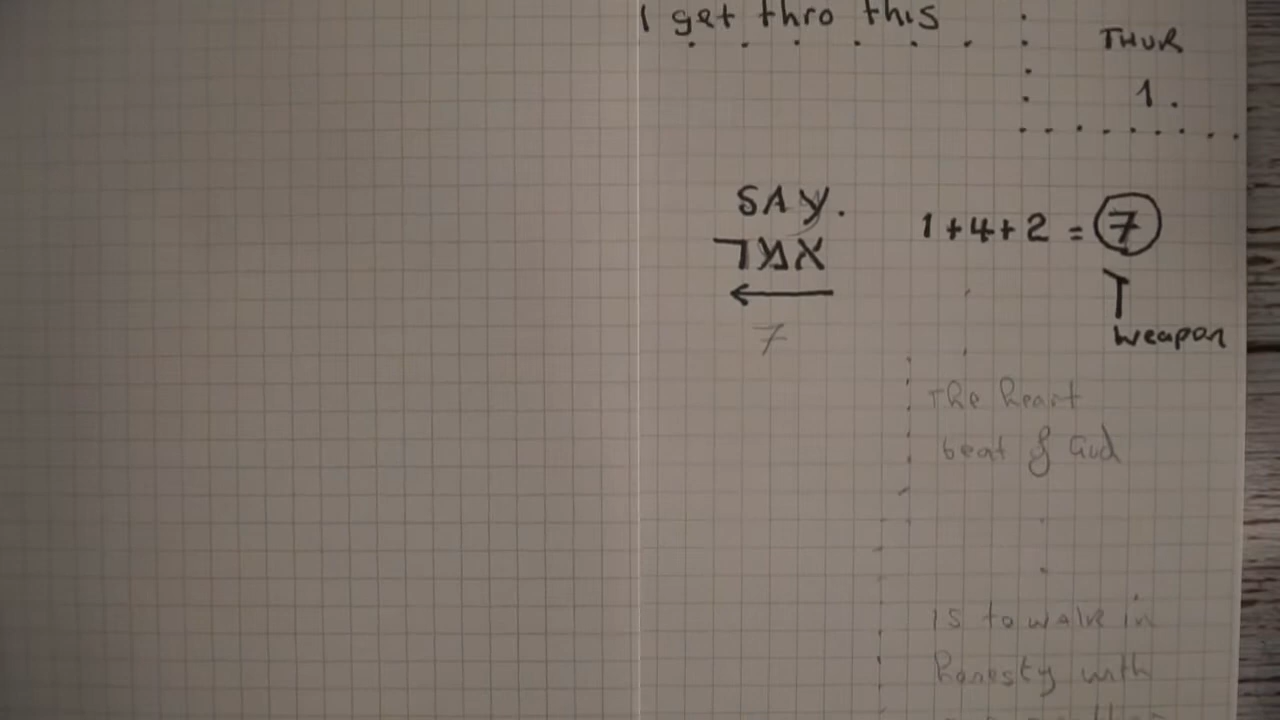 I get thro this
THUR
1.
SAY.
אמר
7
1+4+2 = 7
weapon
The heart
beat of God
is to walk in
honesty with